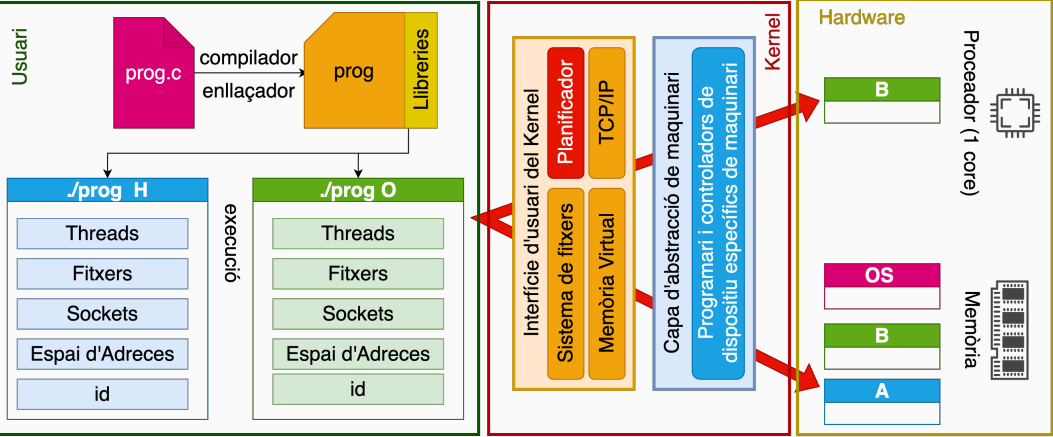 Usuari
prog.c
compilador
enllaçador
prog
Llibreries
./prog H
Threads
Fitxers
Sockets
Espai d'Adreces
id
execució
./prog O
Threads
Fitxers
Sockets
Espai d'Adreces
id
Kernel
Interfície d'usuari del Kernel
Planificador
TCP/IP
Sistema de fitxers
Memòria Virtual
Capa d'abstracció de maquinari
Programari i controladors de
dispositiu específics de maquinari
Hardware
B
Proceador (1 core)
OS
B
A
Memòria